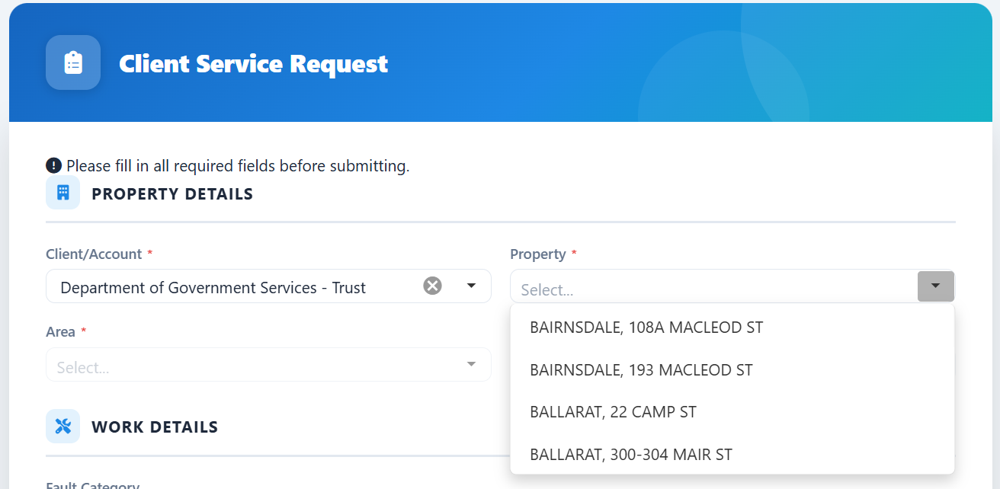 Client Service Request
Please fill in all required fields before submitting.
PROPERTY DETAILS
Client/Account *
Department of Government Services - Trust
Property *
Select...
BAIRNSDALE, 108A MACLEOD ST
BAIRNSDALE, 193 MACLEOD ST
BALLARAT, 22 CAMP ST
BALLARAT, 300-304 MAIR ST
Area *
Select...
WORK DETAILS
Fault Category